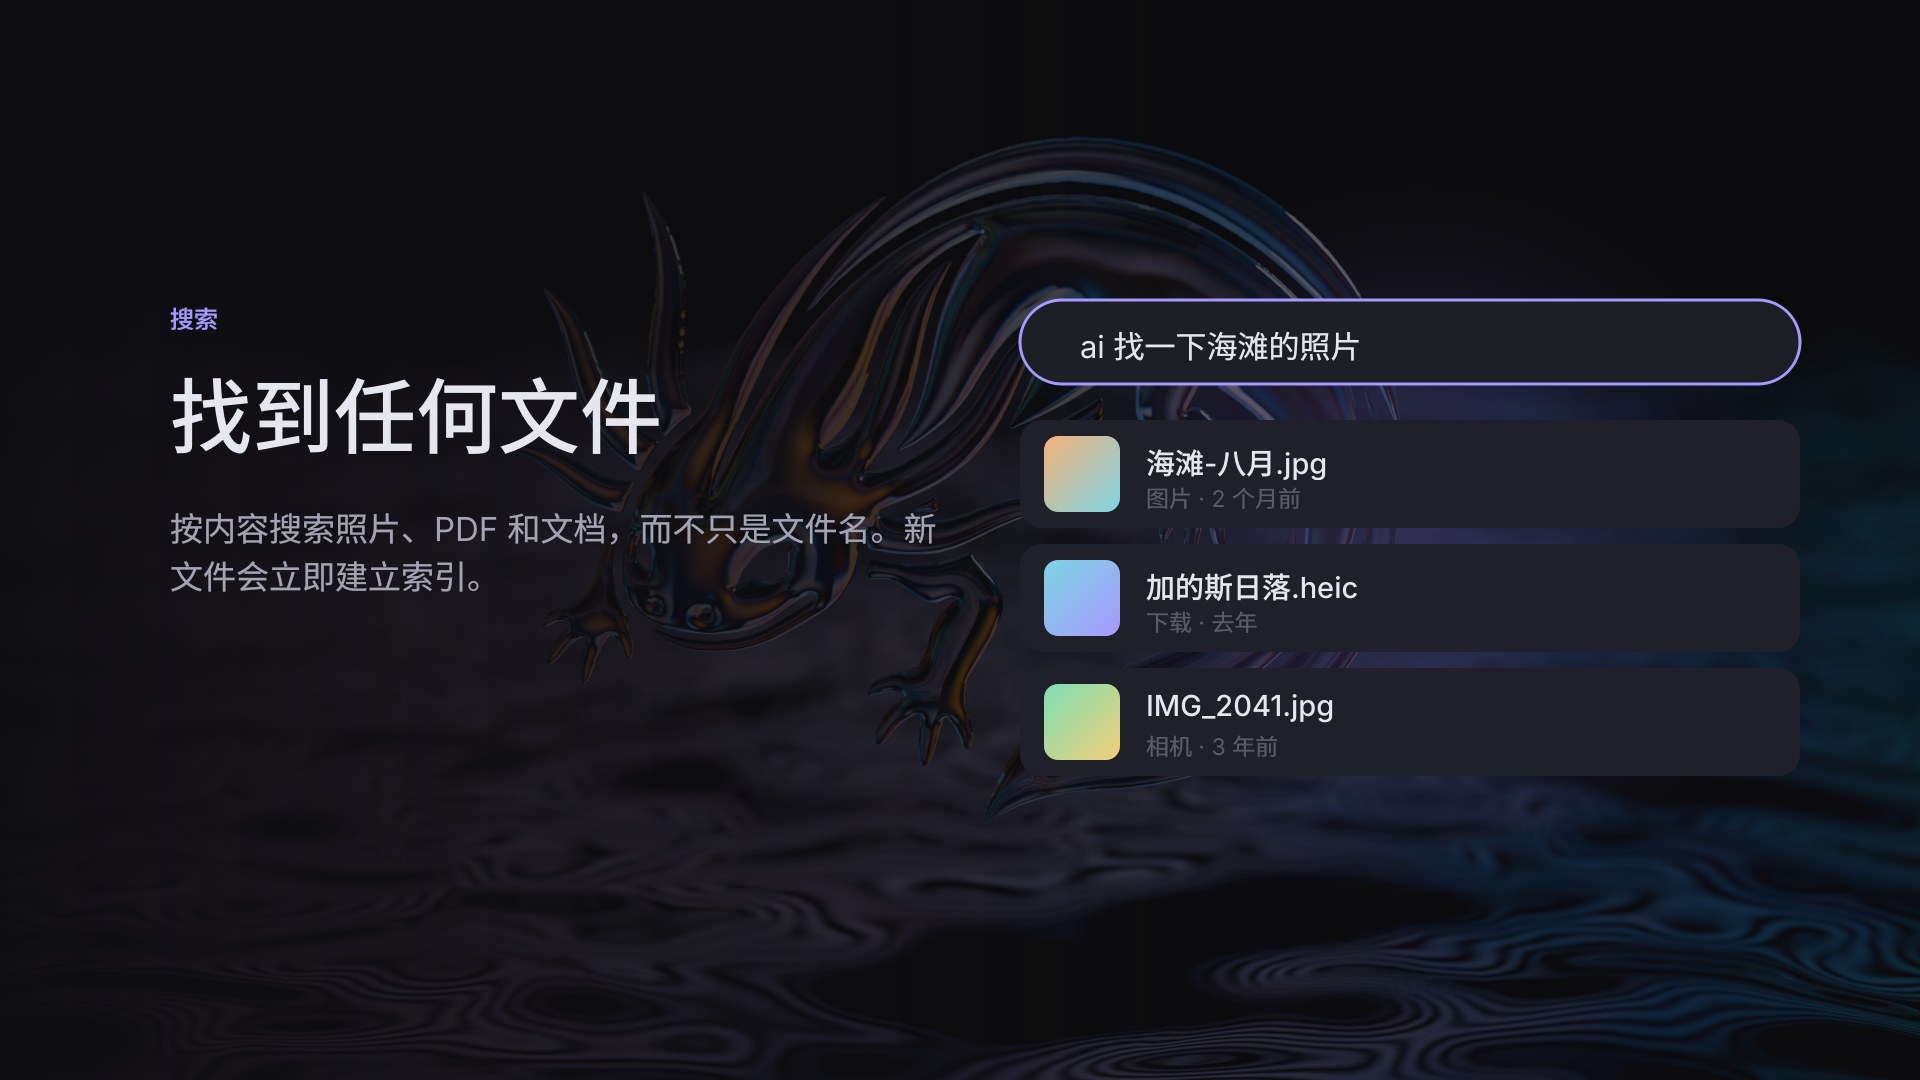 搜索
找到任何文件
按内容搜索照片、PDF 和文档，而不只是文件名。新
文件会立即建立索引。
ai 找一下海滩的照片
海滩-八月.jpg
图片 · 2 个月前
加的斯日落.heic
下载 · 去年
IMG_2041.jpg
相机 · 3 年前